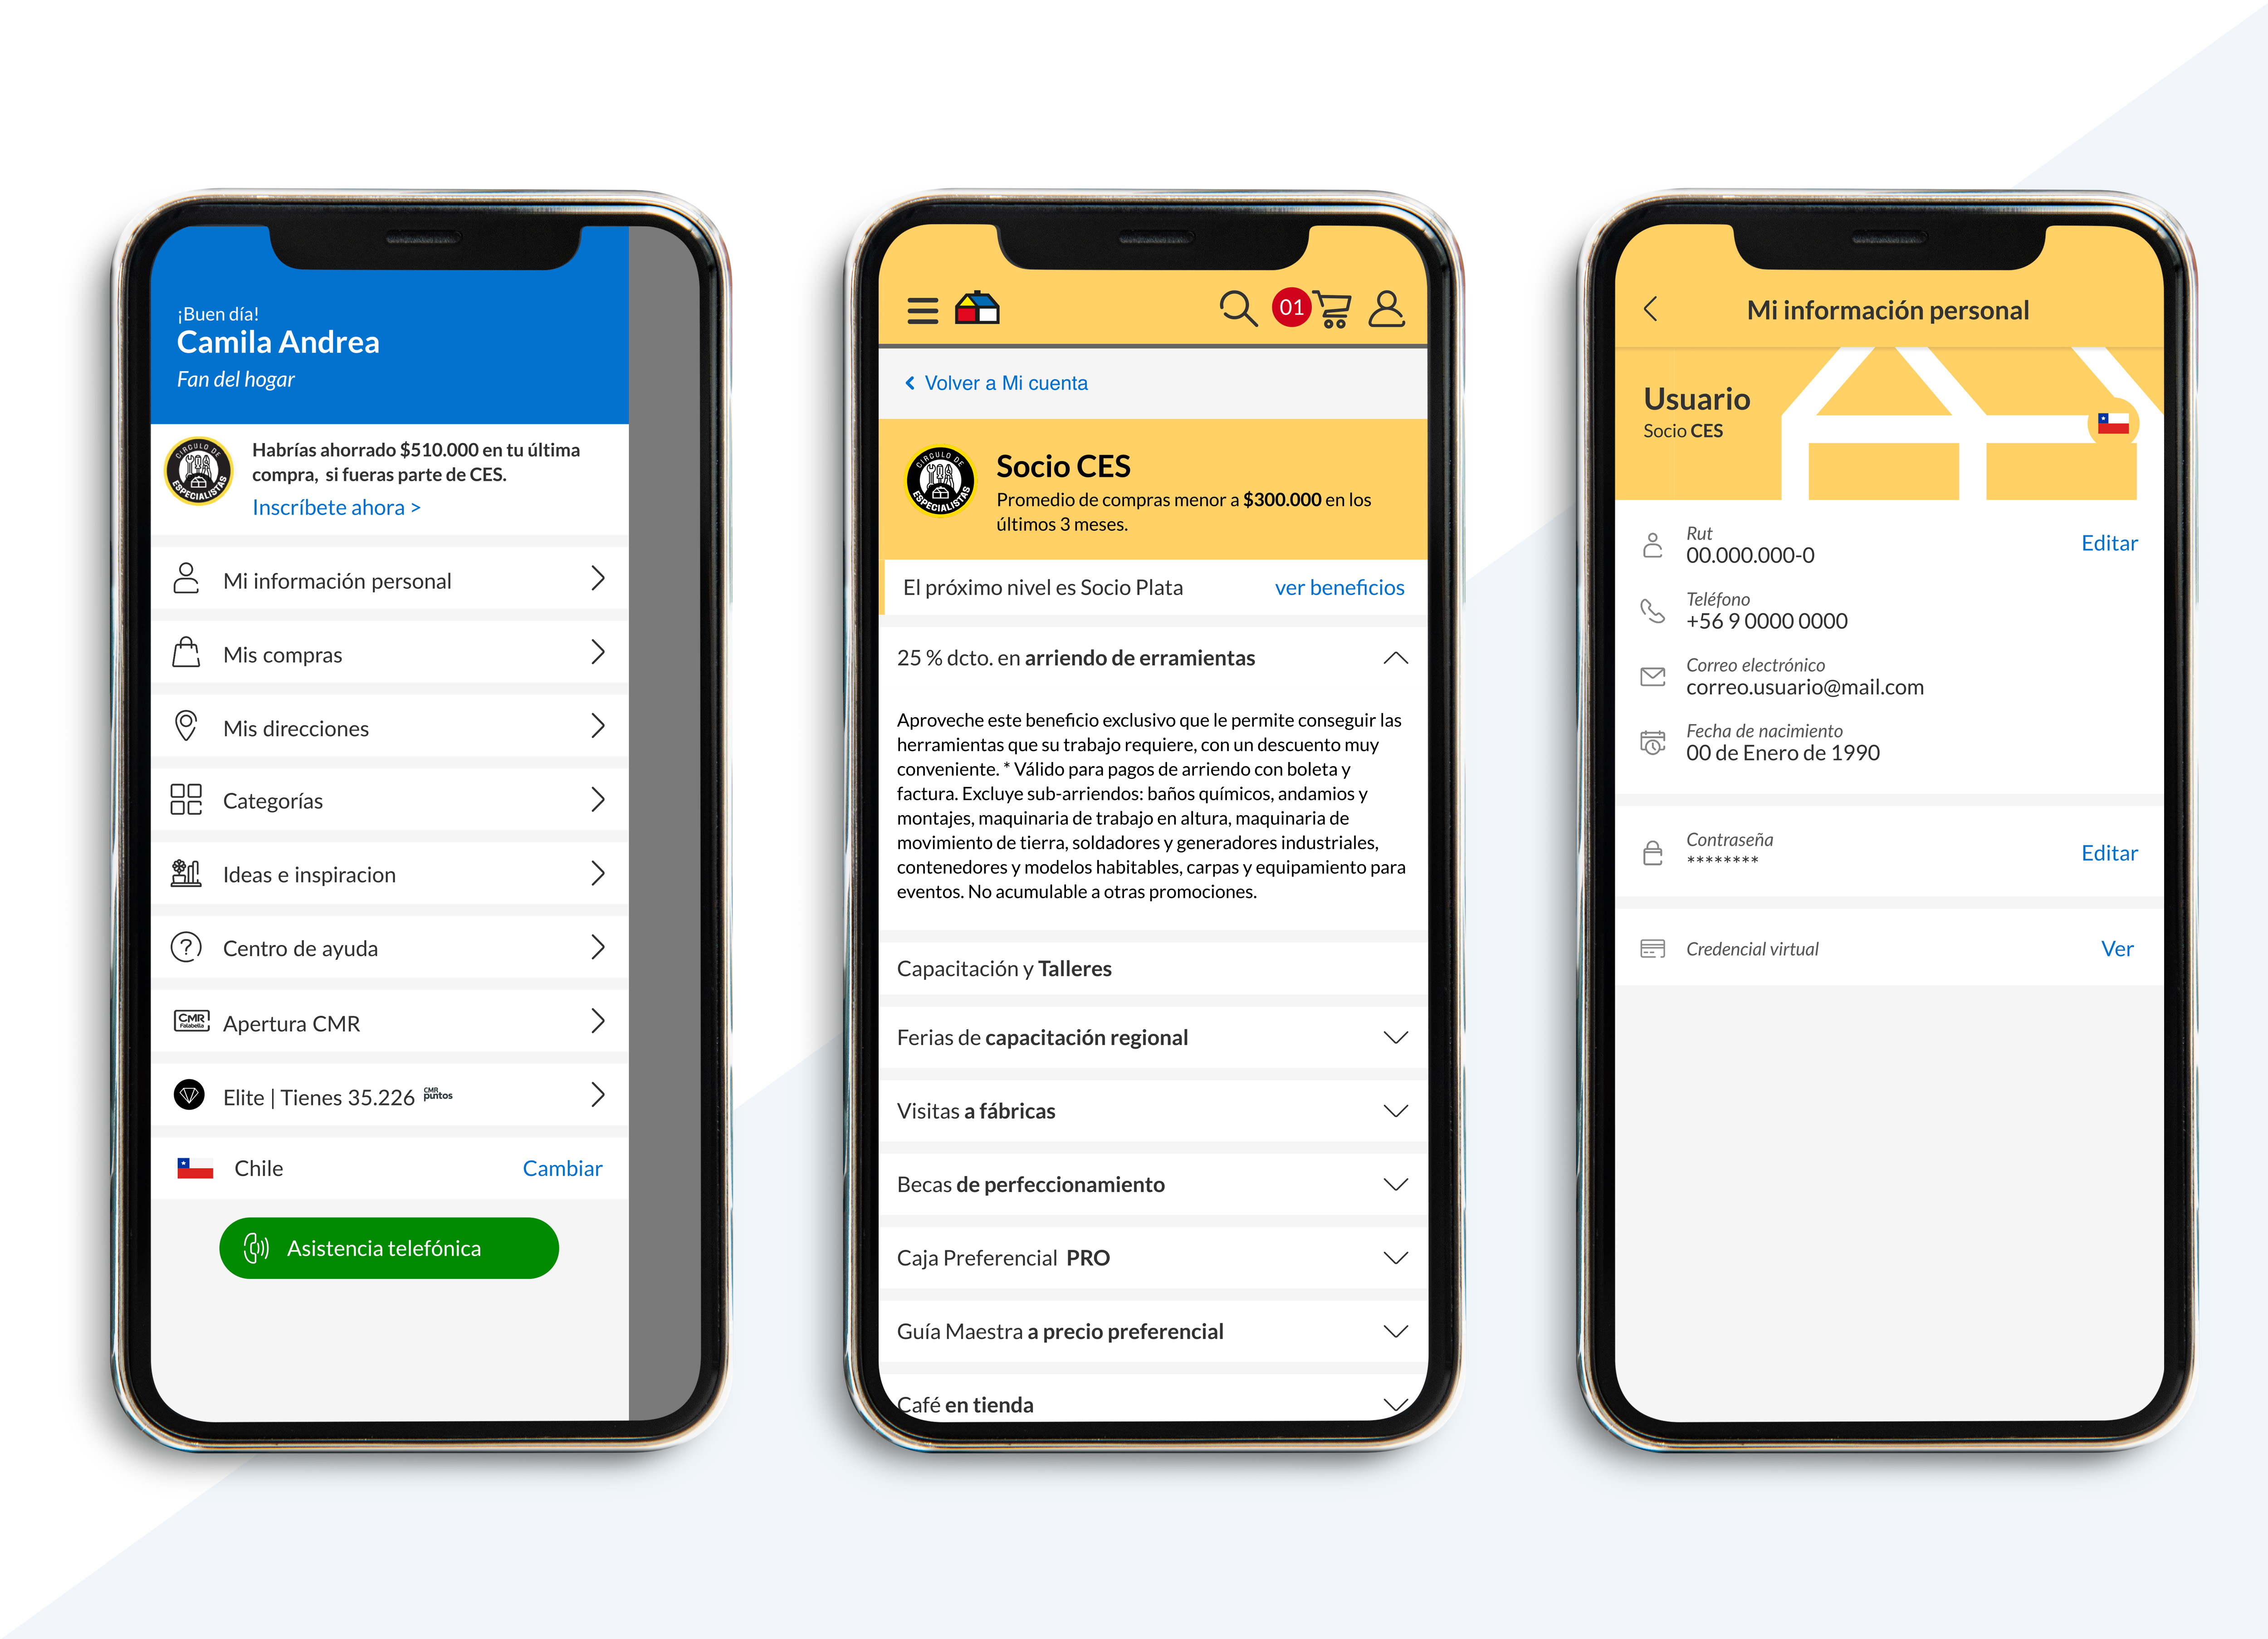 ¡Buen día!
Camila Andrea
Fan del hogar
CIRCULO DE
ESPECIALISTAS
Habrías ahorrado $510.000 en tu última
compra, si fueras parte de CES.
Inscríbete ahora >
Mi información personal
Mis compras
Mis direcciones
Categorías
Ideas e inspiracion
Centro de ayuda
CMR
Falabella
Apertura CMR
Elite | Tienes 35.226 CMR
puntos
Chile
Cambiar
Asistencia telefónica
01
Volver a Mi cuenta
CIRCULO DE
ESPECIALISTAS
Socio CES
Promedio de compras menor a $300.000 en los
últimos 3 meses.
El próximo nivel es Socio Plata
ver beneficios
25 % dcto. en arriendo de erramientas
Aproveche este beneficio exclusivo que le permite conseguir las
herramientas que su trabajo requiere, con un descuento muy
conveniente. * Válido para pagos de arriendo con boleta y
factura. Excluye sub-arriendos: baños químicos, andamios y
montajes, maquinaria de trabajo en altura, maquinaria de
movimiento de tierra, soldadores y generadores industriales,
contenedores y modelos habitables, carpas y equipamiento para
eventos. No acumulable a otras promociones.
Capacitación y Talleres
Ferias de capacitación regional
Visitas a fábricas
Becas de perfeccionamiento
Caja Preferencial PRO
Guía Maestra a precio preferencial
Café en tienda
Mi información personal
Usuario
Socio CES
Rut
00.000.000-0
Editar
Teléfono
+56 9 0000 0000
Correo electrónico
correo.usuario@mail.com
Fecha de nacimiento
00 de Enero de 1990
Contraseña
********
Editar
Credencial virtual
Ver